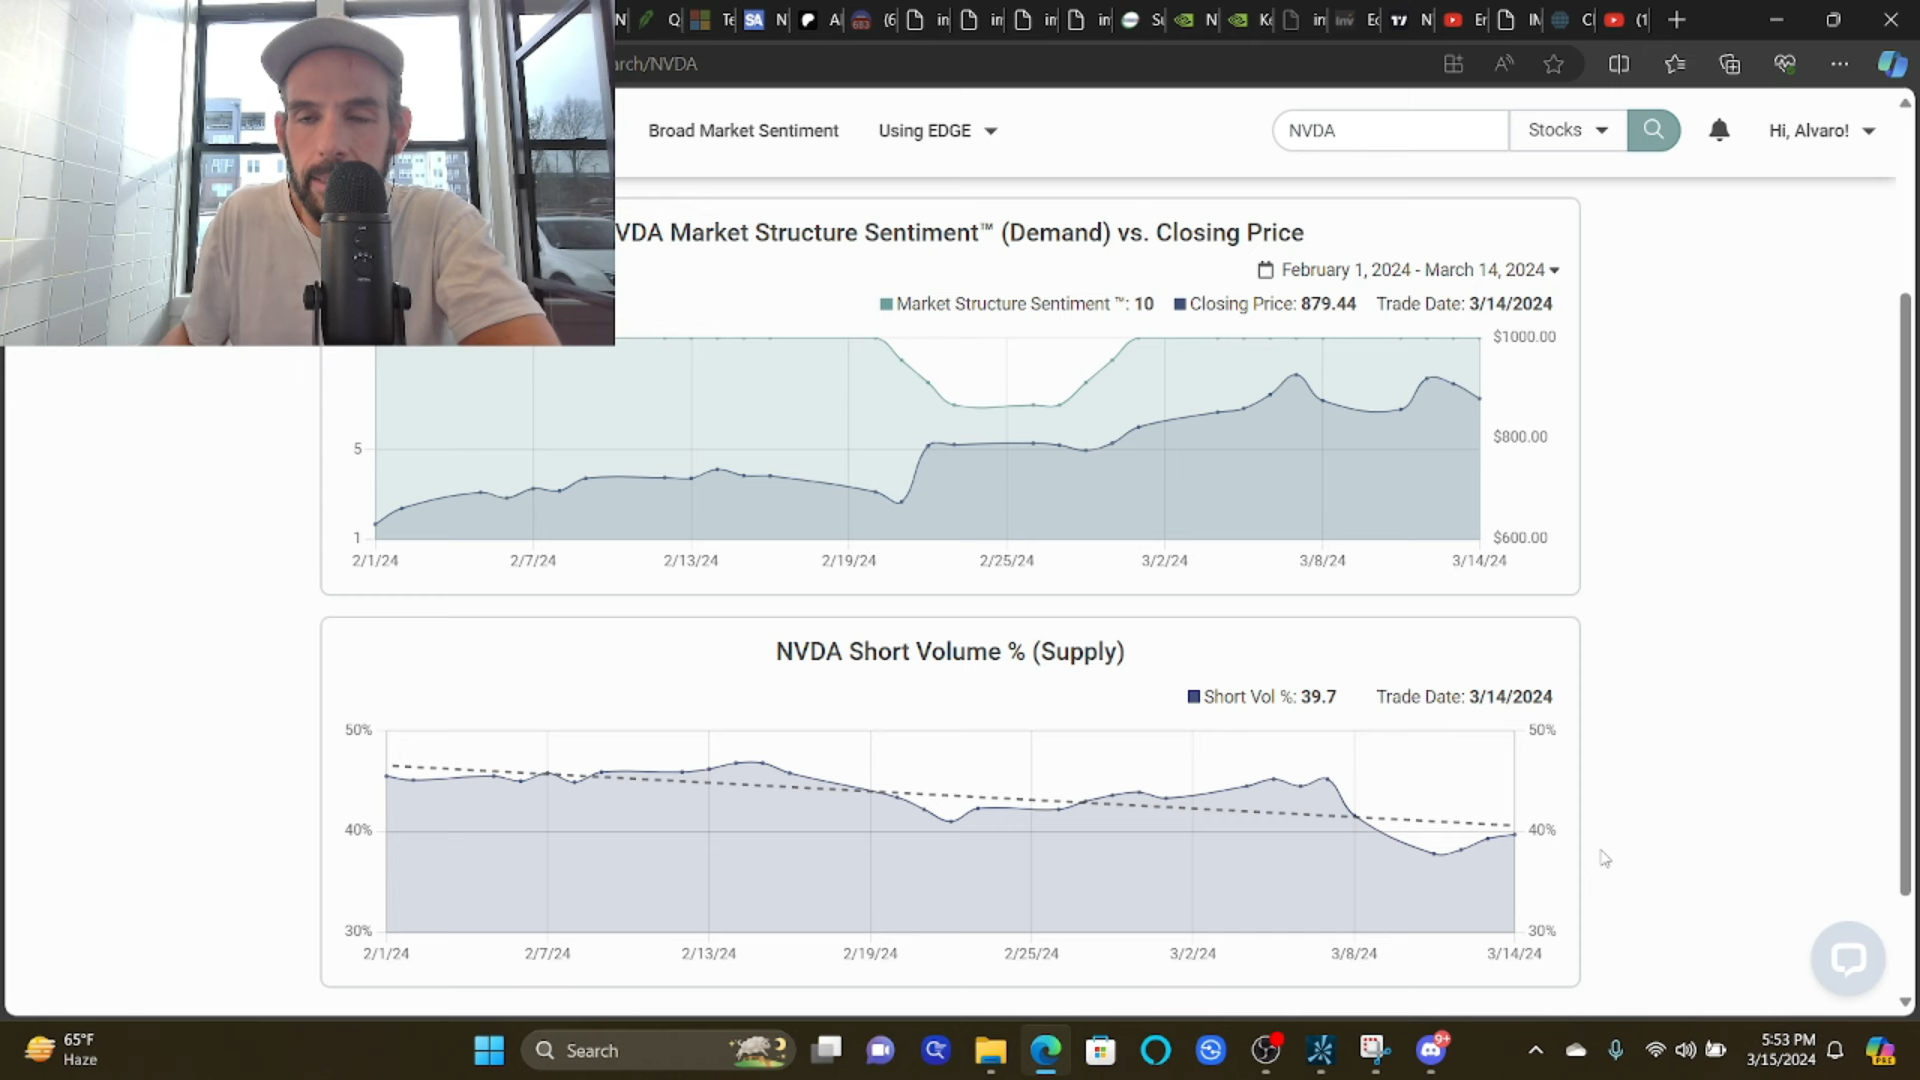 arch/NVDA
Broad Market Sentiment
Using EDGE
NVDA
Stocks
Hi, Alvaro!
VDA Market Structure Sentiment™ (Demand) vs. Closing Price
February 1, 2024 - March 14, 2024
Market Structure Sentiment ™: 10
Closing Price: 879.44
Trade Date: 3/14/2024
$1000.00
5
$800.00
1
$600.00
2/1/24
2/7/24
2/13/24
2/19/24
2/25/24
3/2/24
3/8/24
3/14/24
NVDA Short Volume % (Supply)
Short Vol %: 39.7
Trade Date: 3/14/2024
50%
50%
40%
40%
30%
30%
2/1/24
2/7/24
2/13/24
2/19/24
2/25/24
3/2/24
3/8/24
3/14/24
65°F
Haze
Search
9+
5:53 PM
3/15/2024